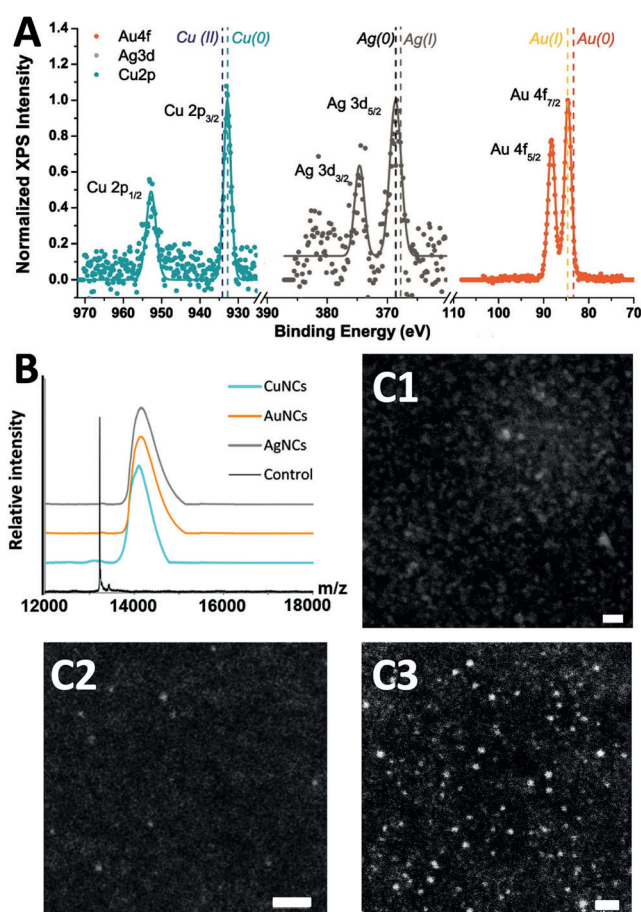 A
Au4f
Ag3d
Cu2p
Cu (II) Cu(0)
Ag(0) Ag(I)
Au(I) Au(0)
Cu 2p3/2
Cu 2p1/2
Ag 3d5/2
Ag 3d3/2
Au 4f7/2
Au 4f5/2
Normalized XPS Intensity
1.4
1.2
1.0
0.8
0.6
0.4
0.2
0.0
970 960 950 940 930 390 380 370 360 110 90 80 70
Binding Energy (eV)
B
CuNCs
AuNCs
AgNCs
Control
Relative intensity
m/z
12000 14000 16000 18000
C1
C2
C3